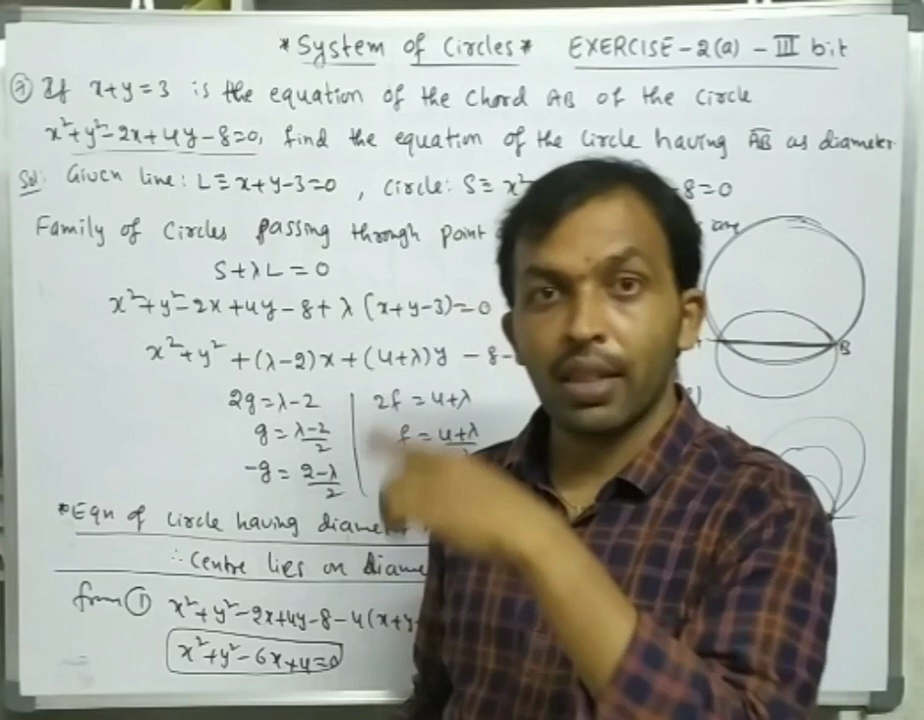 *System of Circles* EXERCISE-2(a) - III bit
If x+y=3 is the equation of the chord AB of the circle
x²+y²-2x+4y-8=0, find the equation of the circle having AB as diameter
Sol: Given line: L≡x+y-3=0, circle: S≡x² -8=0
Family of circles passing through point
S+λL=0
x²+y²-2x+4y-8+λ(x+y-3)=0
x²+y²+(λ-2)x+(4+λ)y-8-
2g=λ-2 2f=4+λ
g=λ-2/2 f=4+λ
-g=2-λ/2
B
*Eqn of circle having diame
∴ Centre lies on diame
from ① x²+y²-2x+4y-8-4(x+y-
x²+y²-6x+4=0